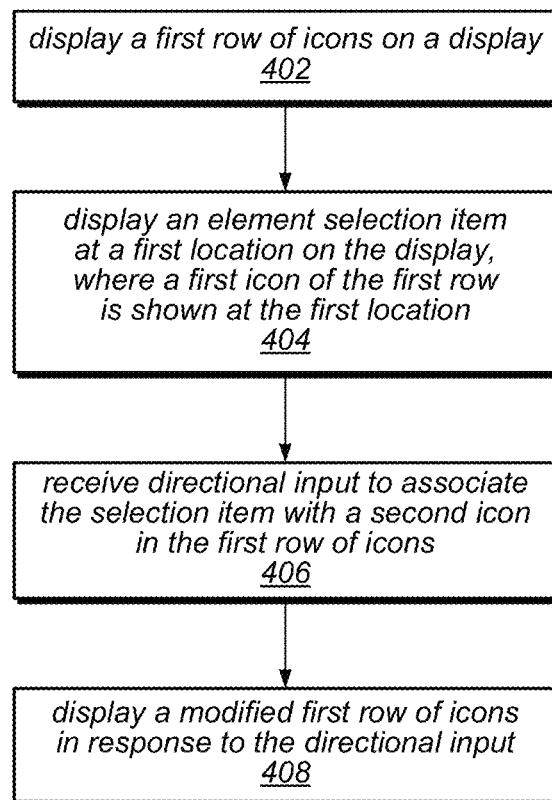 display a first row of icons on a display
402
display an element selection item
at a first location on the display,
where a first icon of the first row
is shown at the first location
404
receive directional input to associate
the selection item with a second icon
in the first row of icons
406
display a modified first row of icons
in response to the directional input
408